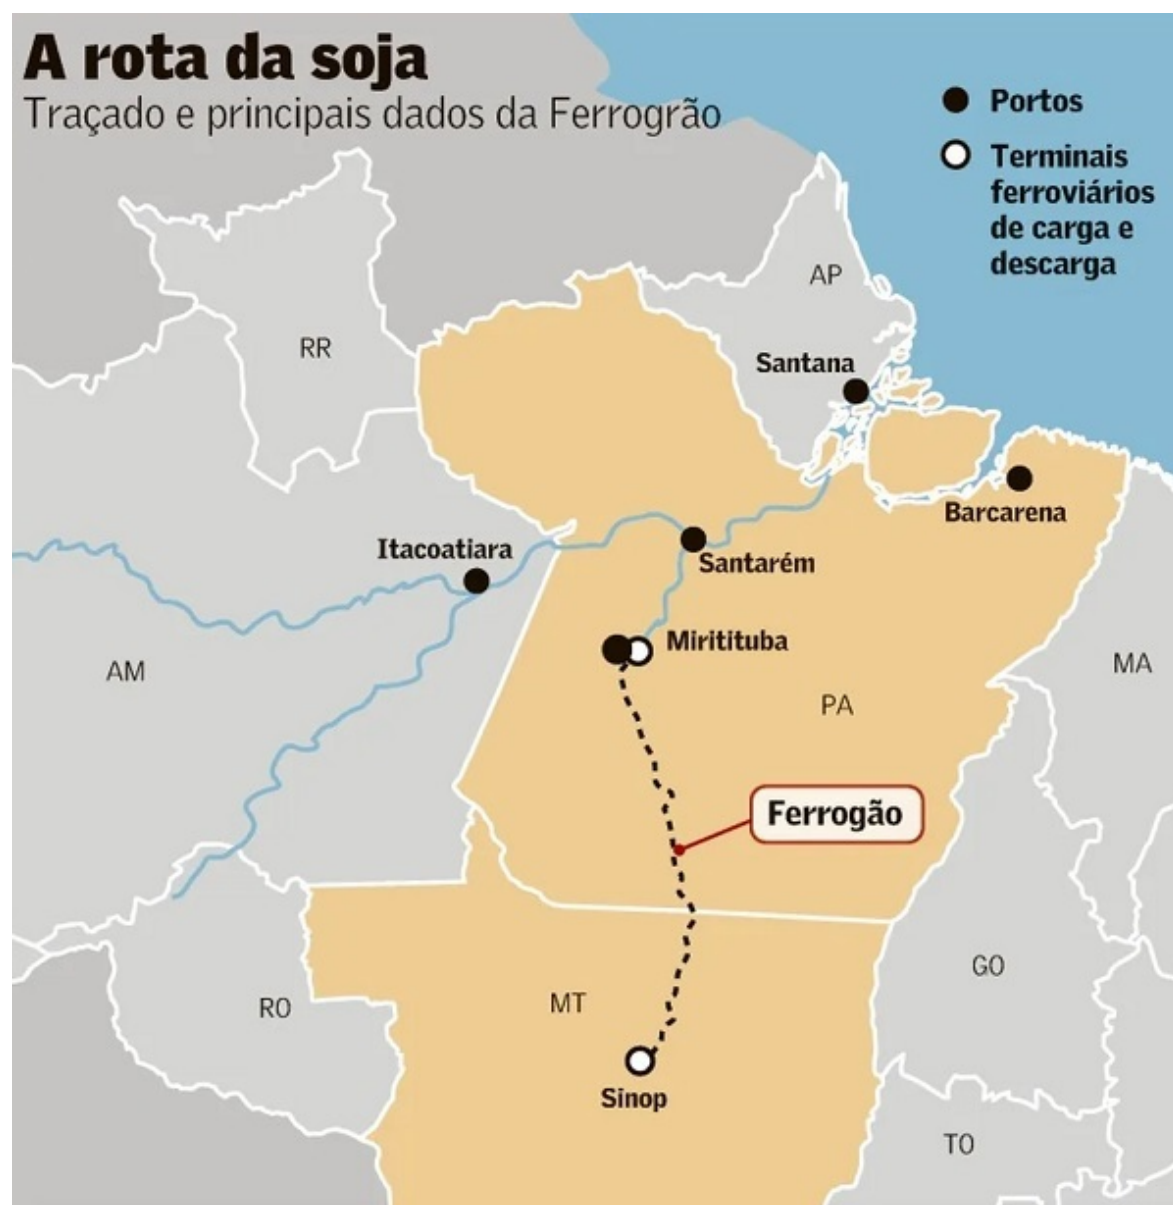 A rota da soja
Traçado e principais dados da Ferrogrão
Portos
Terminais
ferroviários
de carga e
descarga
AP
RR
Santana
Barcarena
Itacoatiara
Santarém
Miritituba
AM
MA
PA
Ferrogão
GO
MT
RO
Sinop
TO